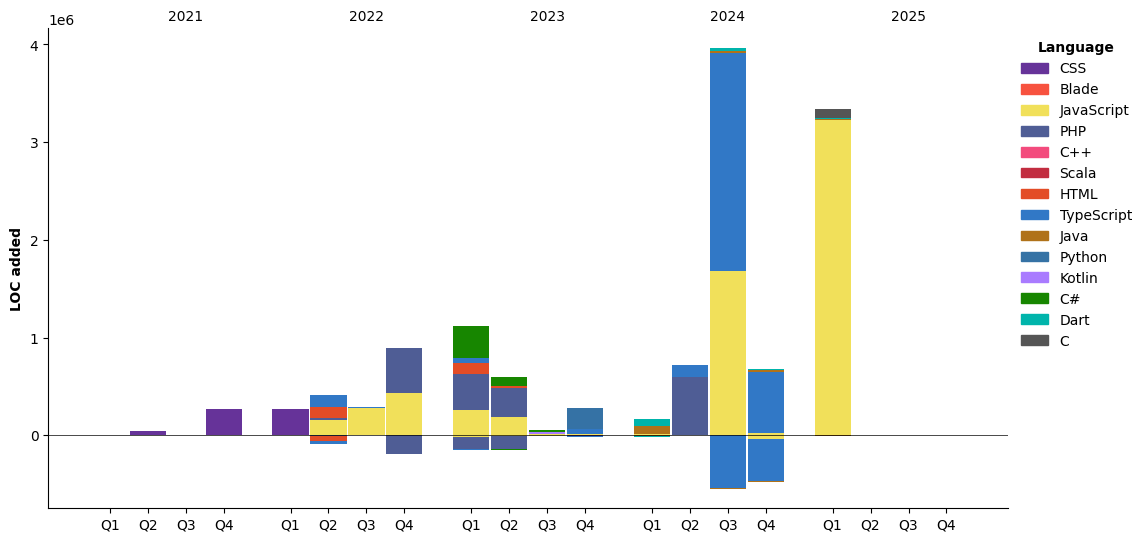 1e6
2021 2022 2023 2024 2025
4
3
2
1
0
LOC added
Q1 Q2 Q3 Q4 Q1 Q2 Q3 Q4 Q1 Q2 Q3 Q4 Q1 Q2 Q3 Q4 Q1 Q2 Q3 Q4
Language
CSS
Blade
JavaScript
PHP
C++
Scala
HTML
TypeScript
Java
Python
Kotlin
C#
Dart
C